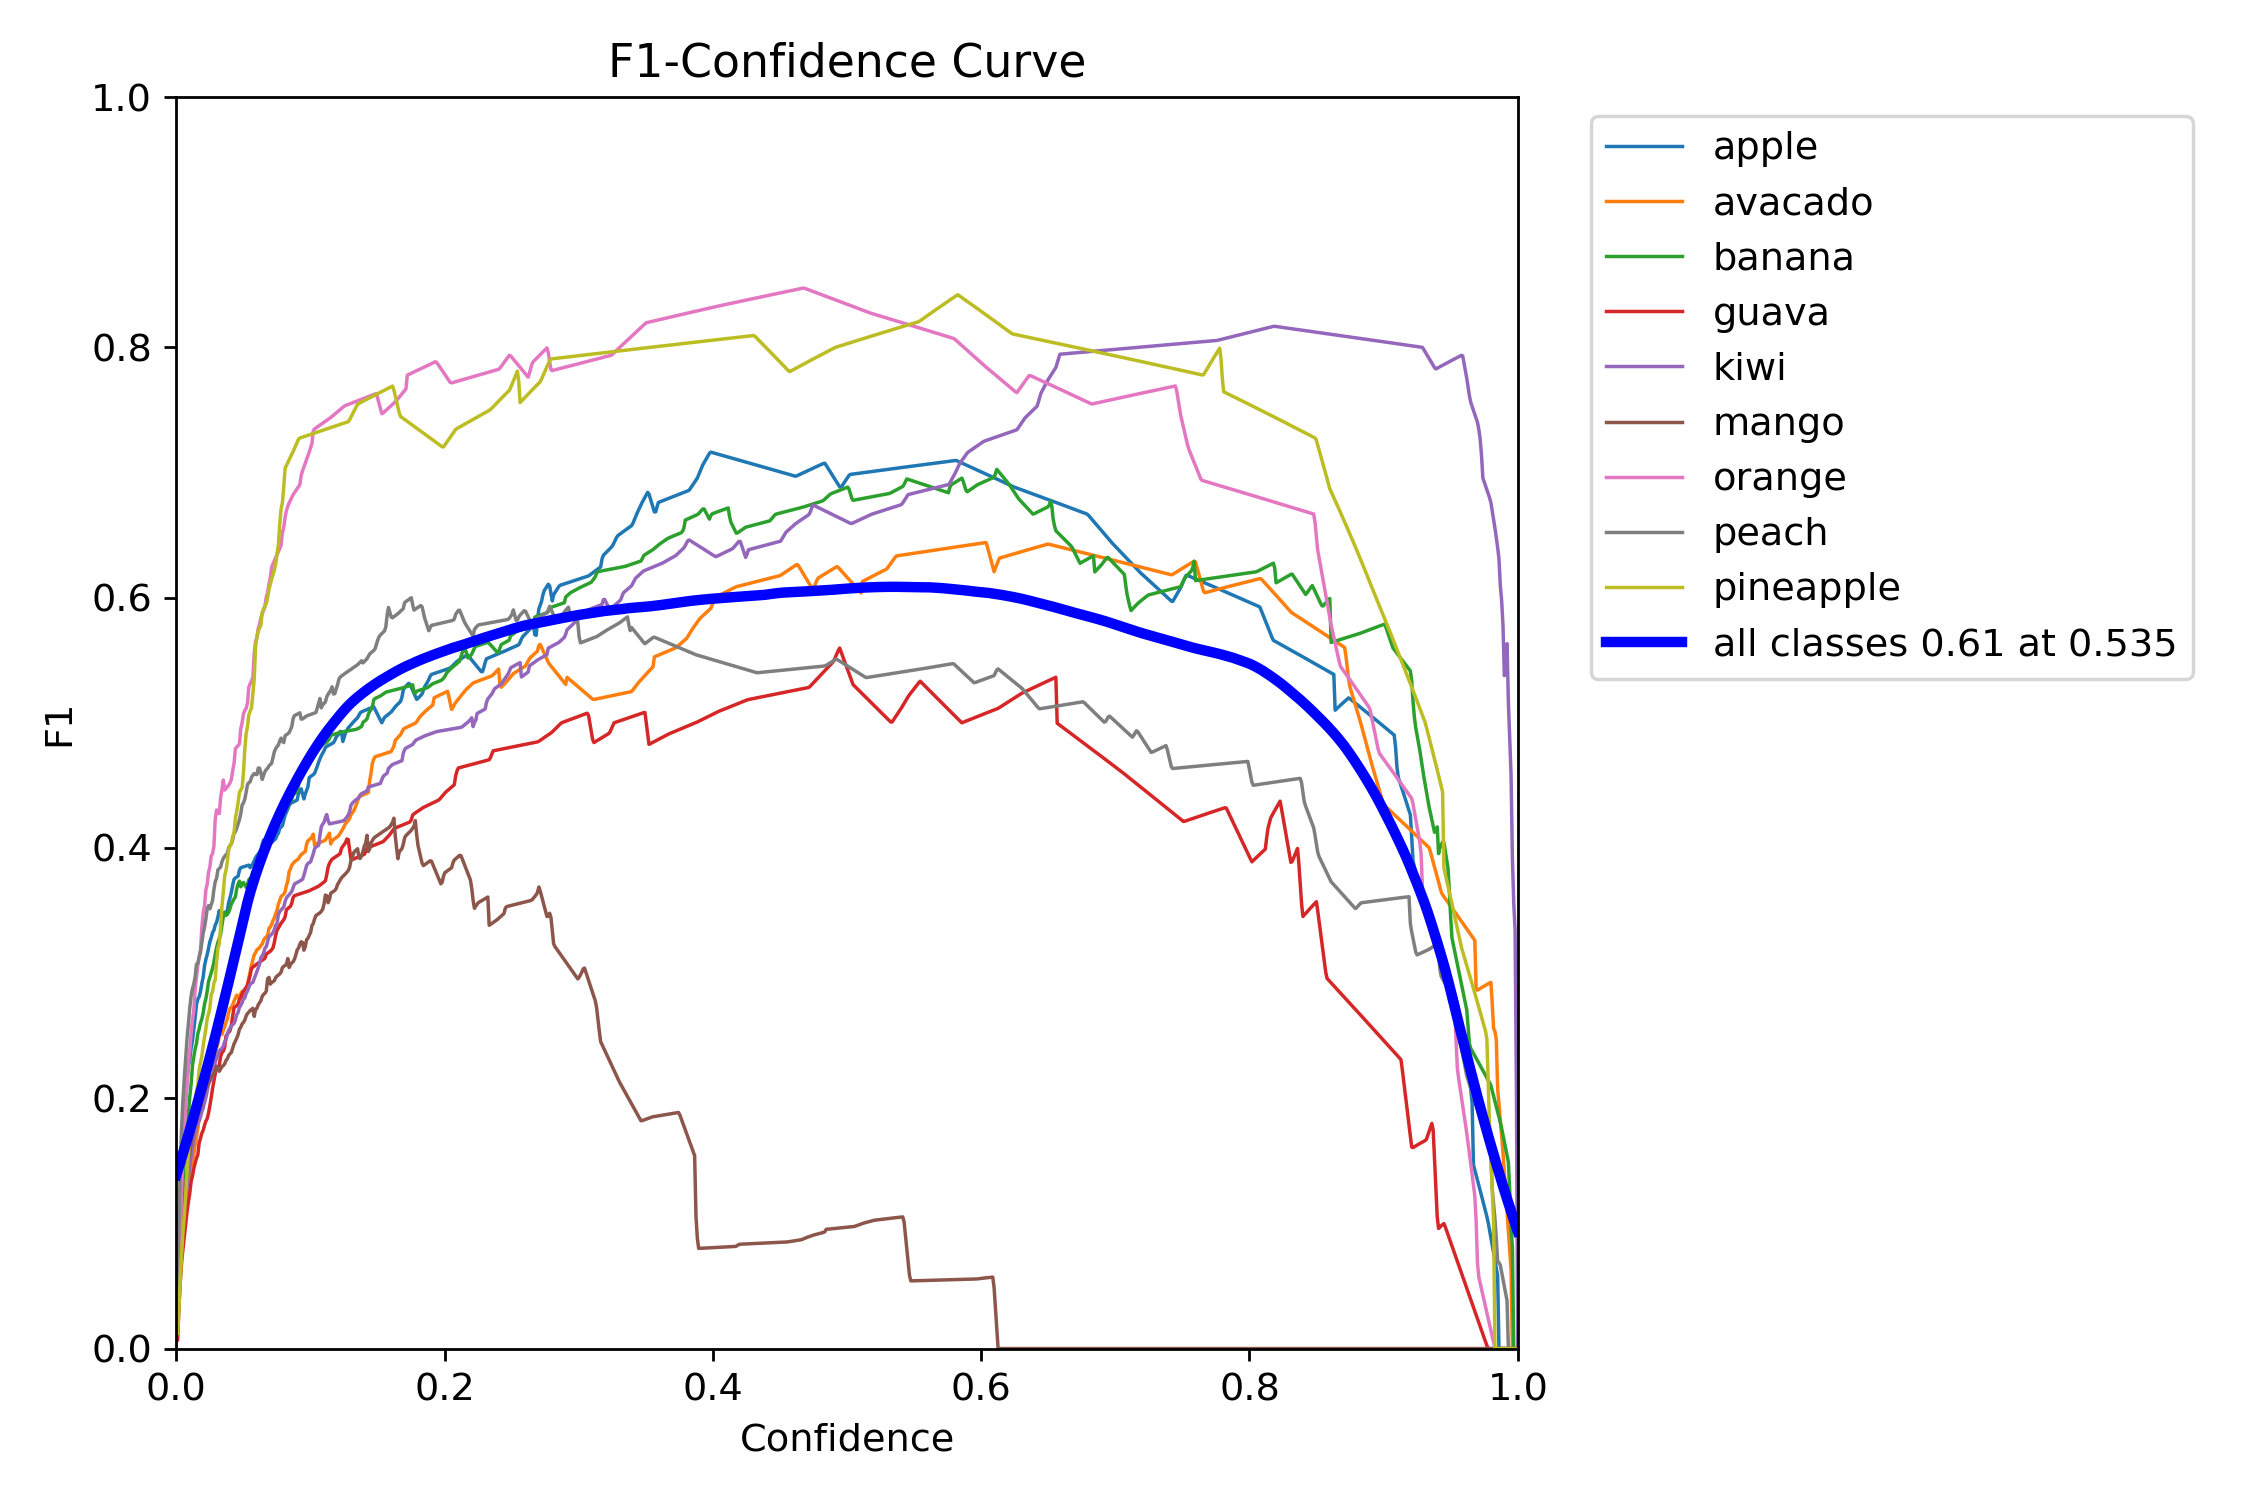 F1-Confidence Curve
1.0
0.8
0.6
0.4
0.2
0.0
F1
0.0 0.2 0.4 0.6 0.8 1.0
Confidence
apple
avacado
banana
guava
kiwi
mango
orange
peach
pineapple
all classes 0.61 at 0.535